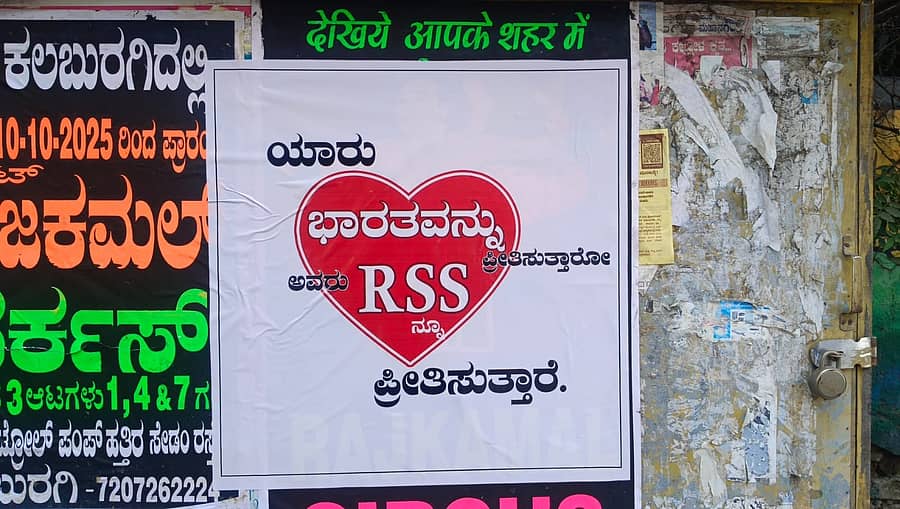 ಕಲಬುರಗಿದಲ್ಲಿ
10-10-2025 ರಿಂದ ಪ್ರಾರಂ
ಜಕಮಲ್
ರ್ಕಸ್
3 ಆಟಗಳು 1, 4 & 7 ಗ
ಟ್ರೋಲ್ ಪಂಪ್ ಹತ್ತಿರ ಸೇಡಂ ರಸ್ತ
ಬುರಗಿ - 7207262224
देखिये आपके शहर में
ಯಾರು
ಭಾರತವನ್ನು
ಪ್ರೀತಿಸುತ್ತಾರೋ
ಅವರು RSS
ನ್ನೂ
ಪ್ರೀತಿಸುತ್ತಾರೆ.